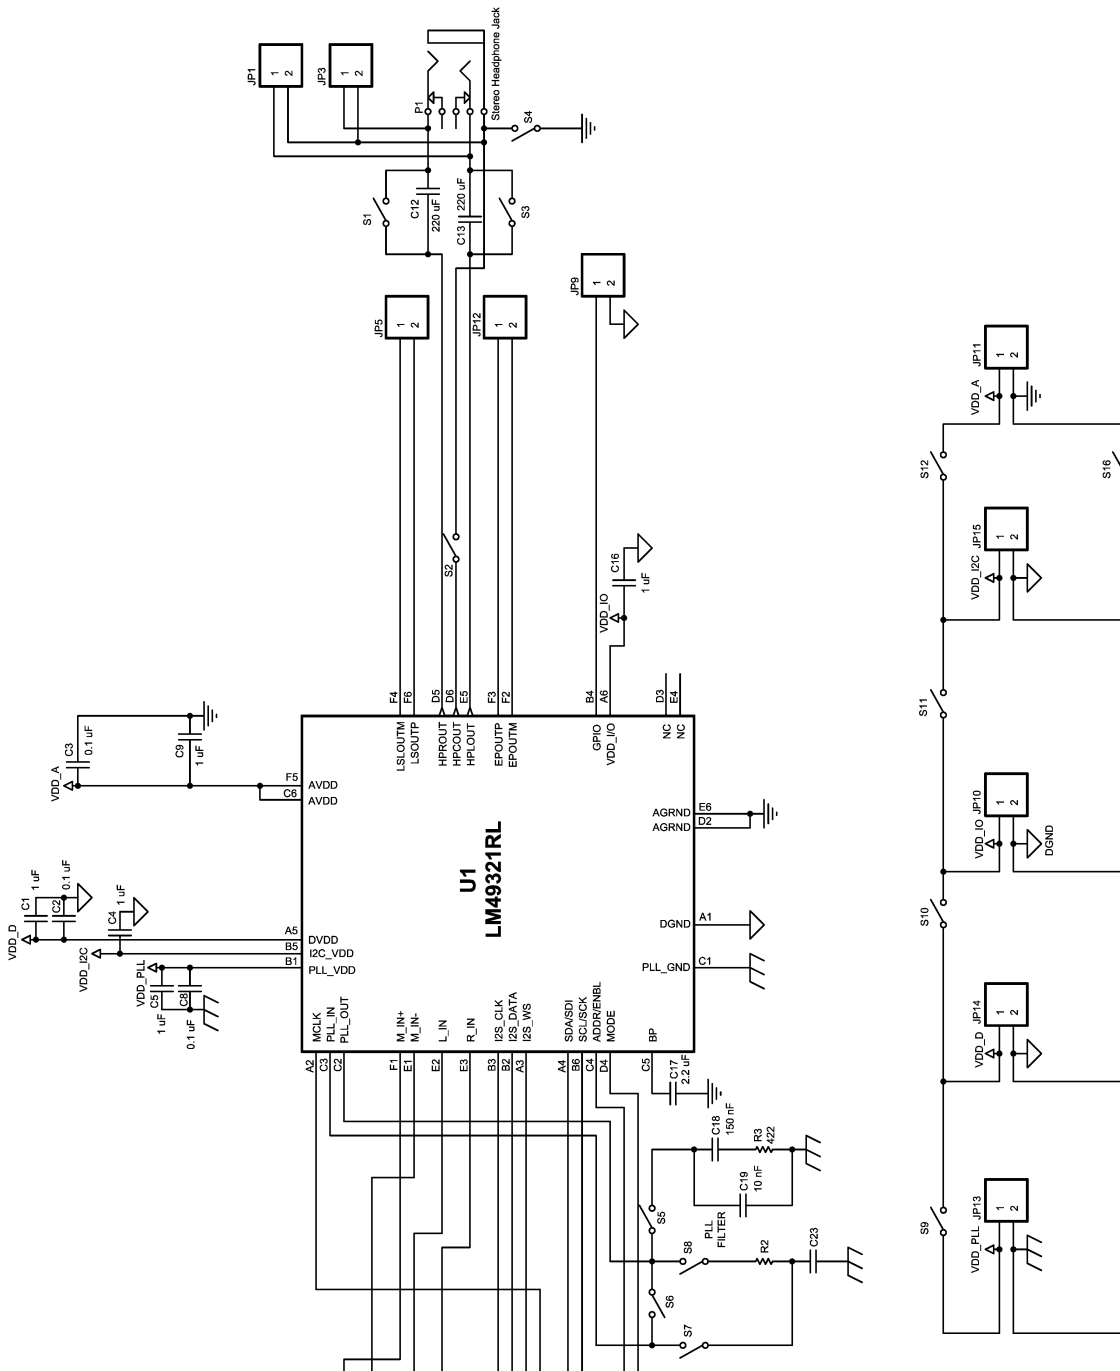 JP1
1
2
JP3
1
2
P1
Stereo Headphone Jack
S4
S1
C12
220 uF
220 uF
C13
S3
JP5
1
2
JP12
1
2
JP9
1
2
JP11
1
2
VDD_A
S12
S16
JP15
1
2
VDD_I2C
S2
C16
1 uF
VDD_IO
S11
F4
F6
D5
D6
E5
F3
F2
B4
A6
D3
E4
LSLOUTM
LSOUTP
HPROUT
HPCOUT
HPLOUT
EPOUTP
EPOUTM
GPIO
VDD_I/O
NC
NC
C3
0.1 uF
C9
1 uF
VDD_A
F5
AVDD
C6
AVDD
JP10
1
2
VDD_IO
DGND
E6
AGRND
D2
AGRND
U1
LM49321RL
C1
1 uF
C2
0.1 uF
C4
1 uF
VDD_D
VDD_I2C
VDD_PLL
A5
DVDD
B5
I2C_VDD
B1
PLL_VDD
C5
1 uF
C8
0.1 uF
A1
DGND
C1
PLL_GND
S10
JP14
1
2
VDD_D
MCLK
PLL_IN
PLL_OUT
M_IN+
M_IN-
L_IN
R_IN
I2S_CLK
I2S_DATA
I2S_WS
SDA/SDI
SCL/SCK
ADDR/ENBL
MODE
BP
A2
C3
C2
F1
E1
E2
E3
B3
B2
A3
A4
B6
C4
D4
C5
C17
2.2 uF
C18
150 nF
R3
422
C19
10 nF
S5
PLL
FILTER
S8
R2
C23
S6
S7
S9
JP13
1
2
VDD_PLL